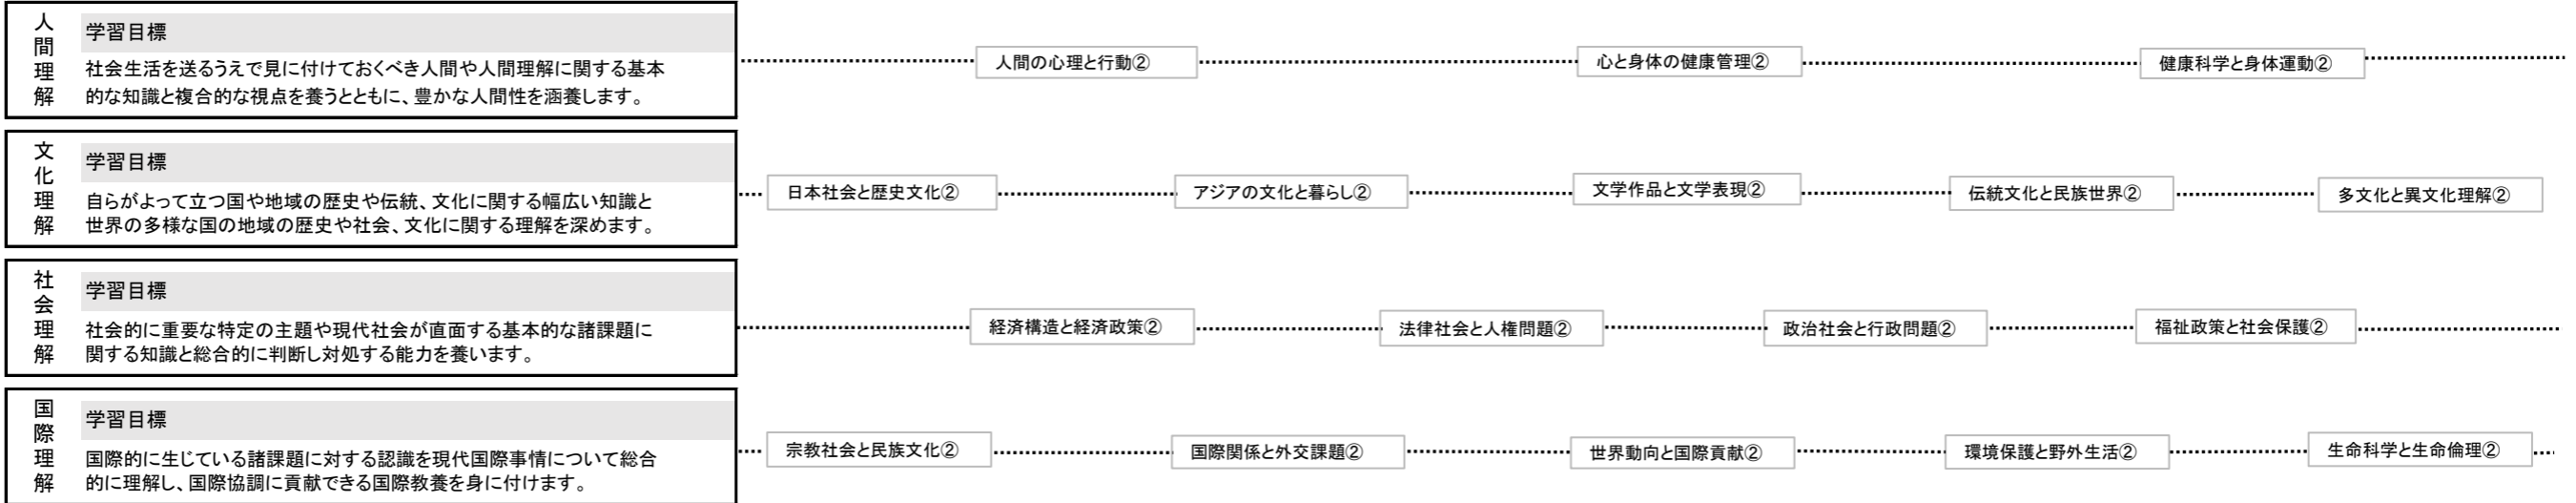 人間理解
学習目標
社会生活を送るうえで見に付けておくべき人間や人間理解に関する基本
的な知識と複合的な視点を養うとともに、豊かな人間性を涵養します。
人間の心理と行動②
心と身体の健康管理②
健康科学と身体運動②
文化理解
学習目標
自らがよって立つ国や地域の歴史や伝統、文化に関する幅広い知識と
世界の多様な国の地域の歴史や社会、文化に関する理解を深めます。
日本社会と歴史文化②
アジアの文化と暮らし②
文学作品と文学表現②
伝統文化と民族世界②
多文化と異文化理解②
社会理解
学習目標
社会的に重要な特定の主題や現代社会が直面する基本的な諸課題に
関する知識と総合的に判断し対処する能力を養います。
経済構造と経済政策②
法律社会と人権問題②
政治社会と行政問題②
福祉政策と社会保護②
国際理解
学習目標
国際的に生じている諸課題に対する認識を現代国際事情について総合
的に理解し、国際協調に貢献できる国際教養を身に付けます。
宗教社会と民族文化②
国際関係と外交課題②
世界動向と国際貢献②
環境保護と野外生活②
生命科学と生命倫理②